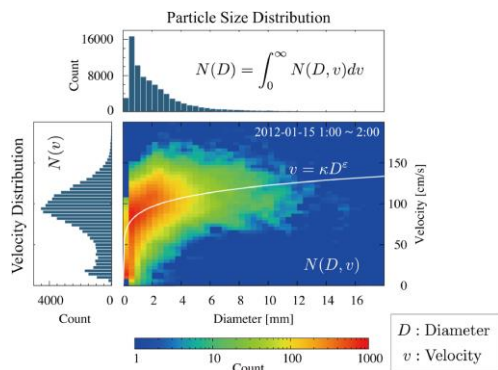 Particle Size Distribution
16000
8000
0
Count
N(D) = ∫₀^∞ N(D, v)dv
Velocity Distribution
N(v)
4000
0
Count
2012-01-15 1:00 ~ 2:00
v = κD^ε
N(D, v)
150
100
50
0
Velocity [cm/s]
0 2 4 6 8 10 12 14 16
Diameter [mm]
1 10 100 1000
Count
D : Diameter
v : Velocity